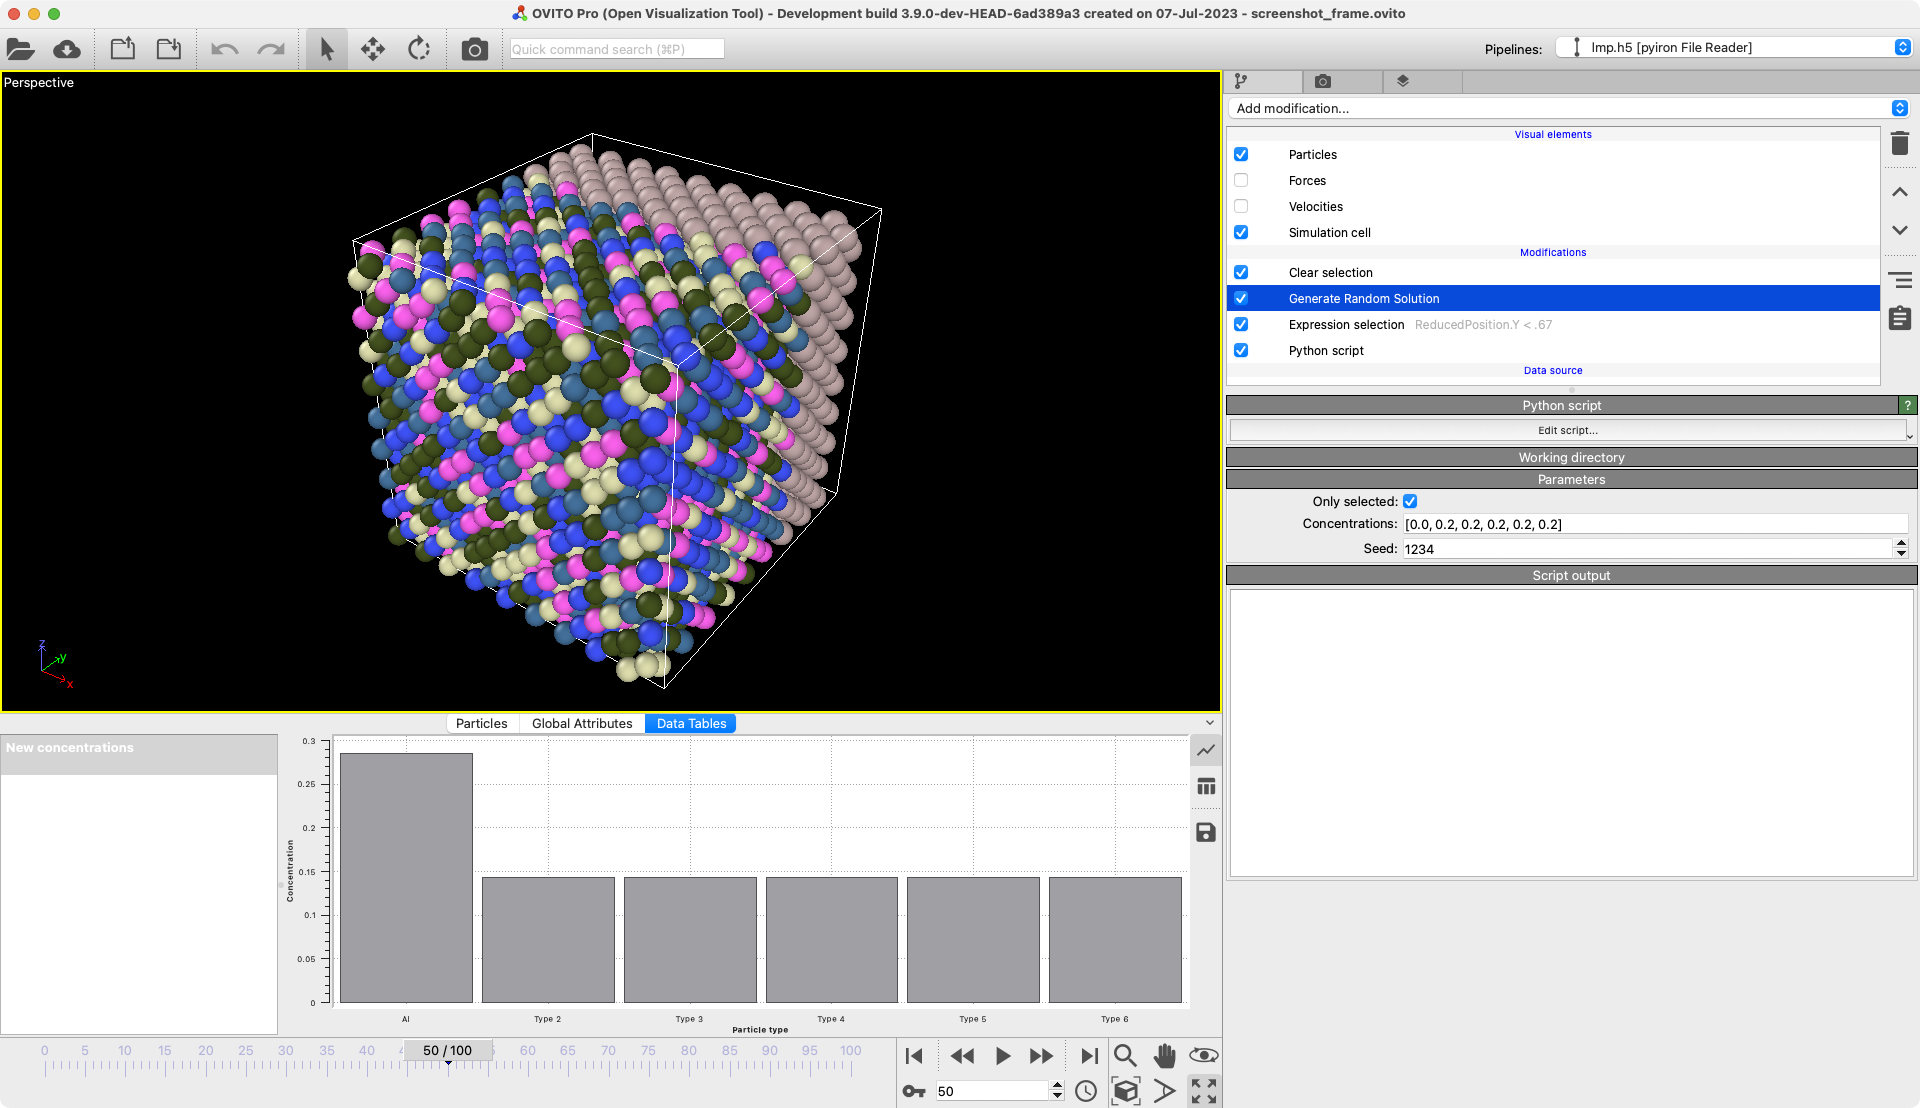 OVITO Pro (Open Visualization Tool) - Development build 3.9.0-dev-HEAD-6ad389a3 created on 07-Jul-2023 - screenshot_frame.ovito
Quick command search (⌘P)
Pipelines:
Imp.h5 [pyiron File Reader]
Perspective
z
y
x
Add modification...
Visual elements
Particles
Forces
Velocities
Simulation cell
Modifications
Clear selection
Generate Random Solution
Expression selection ReducedPosition.Y < .67
Python script
Data source
Python script
?
Edit script...
Working directory
Parameters
Only selected:
Concentrations: [0.0, 0.2, 0.2, 0.2, 0.2, 0.2]
Seed: 1234
Script output
Particles
Global Attributes
Data Tables
New concentrations
Concentration
0.3
0.25
0.2
0.15
0.1
0.05
0
Al
Type 2
Type 3
Type 4
Type 5
Type 6
Particle type
0 5 10 15 20 25 30 35 40 50 / 100 60 65 70 75 80 85 90 95 100
50